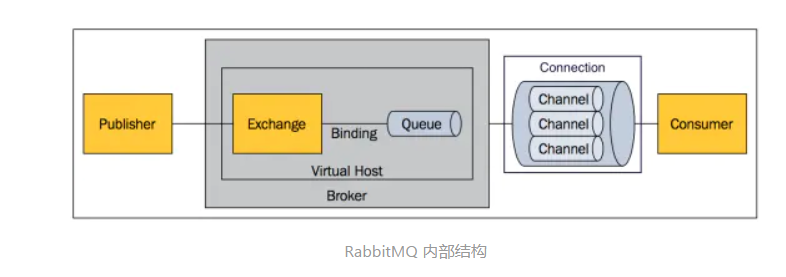 Connection
Publisher
Exchange
Binding
Queue
Channel
Channel
Channel
Consumer
Virtual Host
Broker
RabbitMQ 内部结构